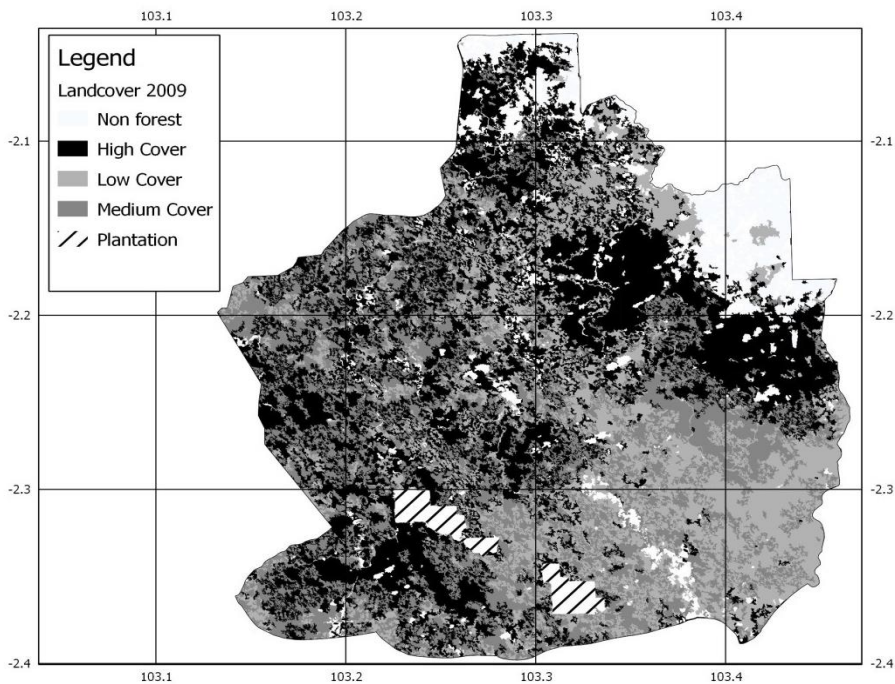 103.1 103.2 103.3 103.4
Legend
Landcover 2009
Non forest
High Cover
Low Cover
Medium Cover
Plantation
-2.1 -2.1
-2.2 -2.2
-2.3 -2.3
-2.4 -2.4
103.1 103.2 103.3 103.4